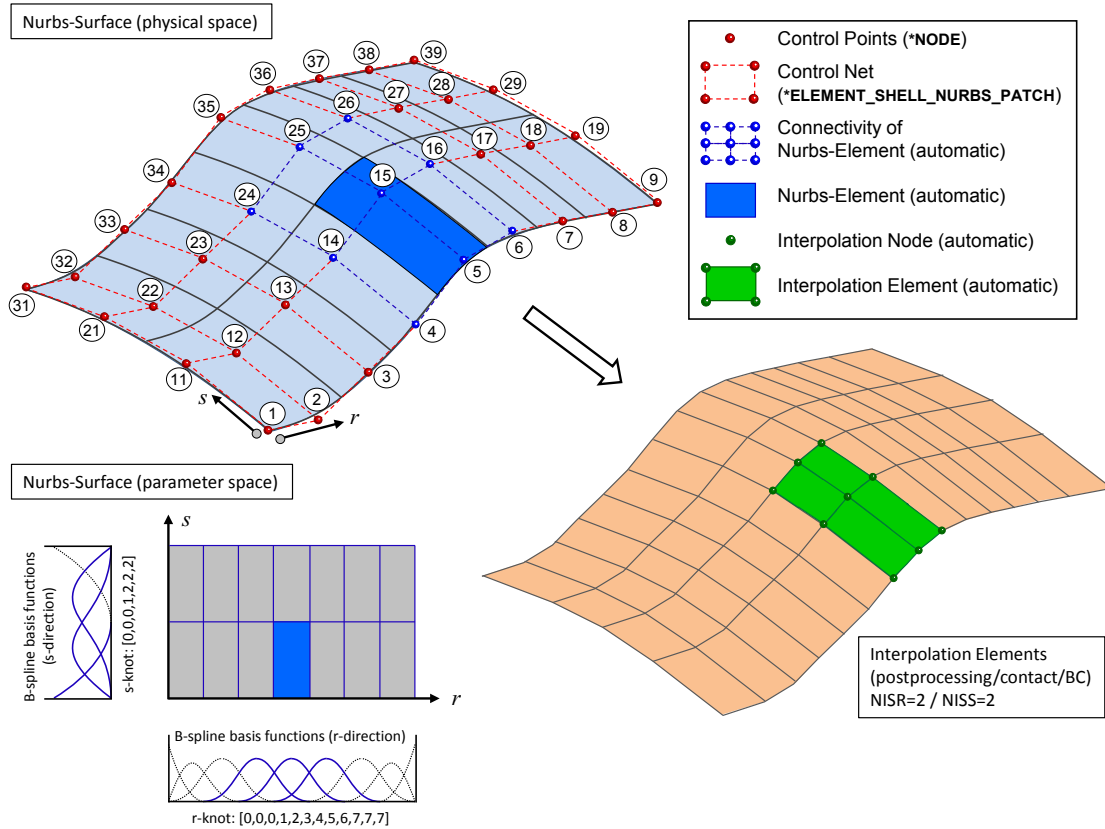 Nurbs-Surface (physical space)
39
38
37
36
29
35
28
27
26
19
18
25
17
34
16
15
9
24
33
8
14
7
23
6
32
5
31
13
22
21
4
12
11
3
s
1
2
r
Control Points (*NODE)
Control Net
(*ELEMENT_SHELL_NURBS_PATCH)
Connectivity of
Nurbs-Element (automatic)
Nurbs-Element (automatic)
Interpolation Node (automatic)
Interpolation Element (automatic)
Nurbs-Surface (parameter space)
s
B-spline basis functions
(s-direction)
s-knot: [0,0,0,1,2,2,2]
r
B-spline basis functions (r-direction)
r-knot: [0,0,0,1,2,3,4,5,6,7,7,7]
Interpolation Elements
(postprocessing/contact/BC)
NISR=2 / NISS=2